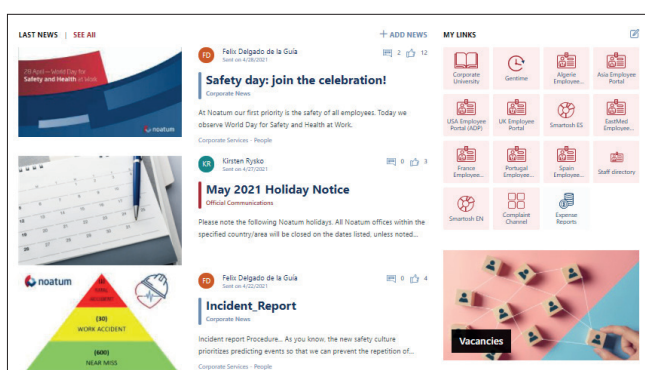 LAST NEWS | SEE All
+ ADD NEWS
28 April – World Day for
Safety and Health at Work
noatum
FD
Felix Delgado de la Guía
Sent on 4/28/2021
2 12
Safety day: join the celebration!
Corporate News
At Noatum our first priority is the safety of all employees. Today we
observe World Day for Safety and Health at Work.
Corporate Services - People
KR
Kirsten Rysko
Sent on 4/27/2021
0 3
May 2021 Holiday Notice
Official Communications
Please note the following Noatum holidays. All Noatum offices within the
specified country/area will be closed on the dates listed, unless noted...
noatum
ACCIDENT
(30)
WORK ACCIDENT
(600)
NEAR MISS
FD
Felix Delgado de la Guía
Sent on 4/22/2021
0 4
Incident_Report
Corporate News
Incident report Procedure... As you know, the new safety culture
prioritizes predicting events so that we can prevent the repetition of...
Corporate Services - People
MY LINKS
Corporate
University
Gentime
Algerie
Employee...
Asia Employee
Portal
USA Employee
Portal (ADP)
UK Employee
Portal
Smartosh ES
EastMed
Employee...
France
Employee...
Portugal
Employee...
Spain
Employee...
Staff directory
Smartosh EN
Complaint
Channel
Expense
Reports
Vacancies